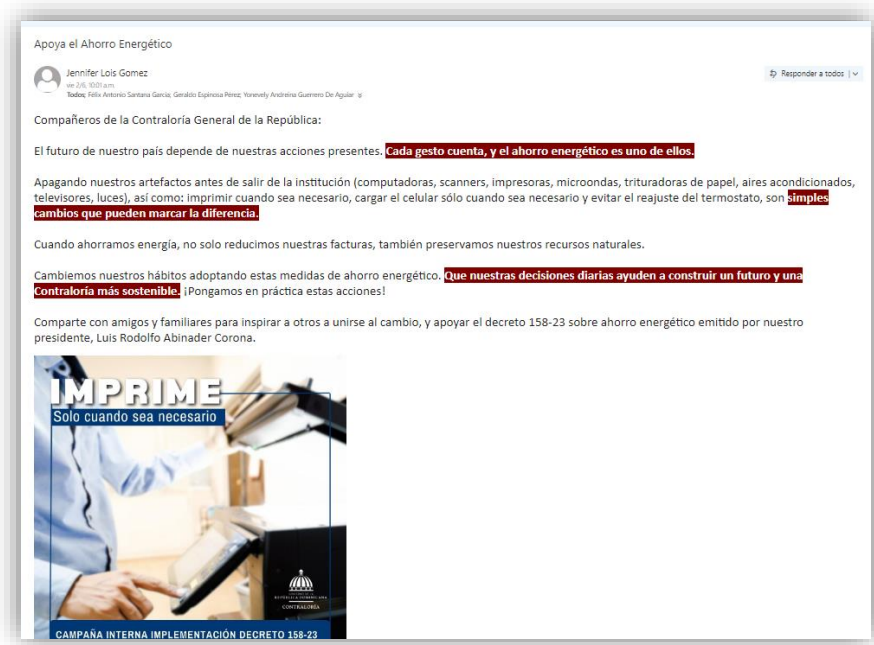 Apoya el Ahorro Energético
Jennifer Lois Gomez
vie 2/6, 10:01 a.m.
Todos; Félix Antonio Santana García; Geraldo Espinosa Pérez; Yonevely Andreina Guerrero De Aguiar
Responder a todos |
Compañeros de la Contraloría General de la República:
El futuro de nuestro país depende de nuestras acciones presentes. Cada gesto cuenta, y el ahorro energético es uno de ellos.
Apagando nuestros artefactos antes de salir de la institución (computadoras, scanners, impresoras, microondas, trituradoras de papel, aires acondicionados,
televisores, luces), así como: imprimir cuando sea necesario, cargar el celular sólo cuando sea necesario y evitar el reajuste del termostato, son simples
cambios que pueden marcar la diferencia.
Cuando ahorramos energía, no solo reducimos nuestras facturas, también preservamos nuestros recursos naturales.
Cambiemos nuestros hábitos adoptando estas medidas de ahorro energético. Que nuestras decisiones diarias ayuden a construir un futuro y una
Contraloría más sostenible. ¡Pongamos en práctica estas acciones!
Comparte con amigos y familiares para inspirar a otros a unirse al cambio, y apoyar el decreto 158-23 sobre ahorro energético emitido por nuestro
presidente, Luis Rodolfo Abinader Corona.
IMPRIME
Solo cuando sea necesario
REPÚBLICA DOMINICANA
CONTRALORÍA
CAMPAÑA INTERNA IMPLEMENTACIÓN DECRETO 158-23